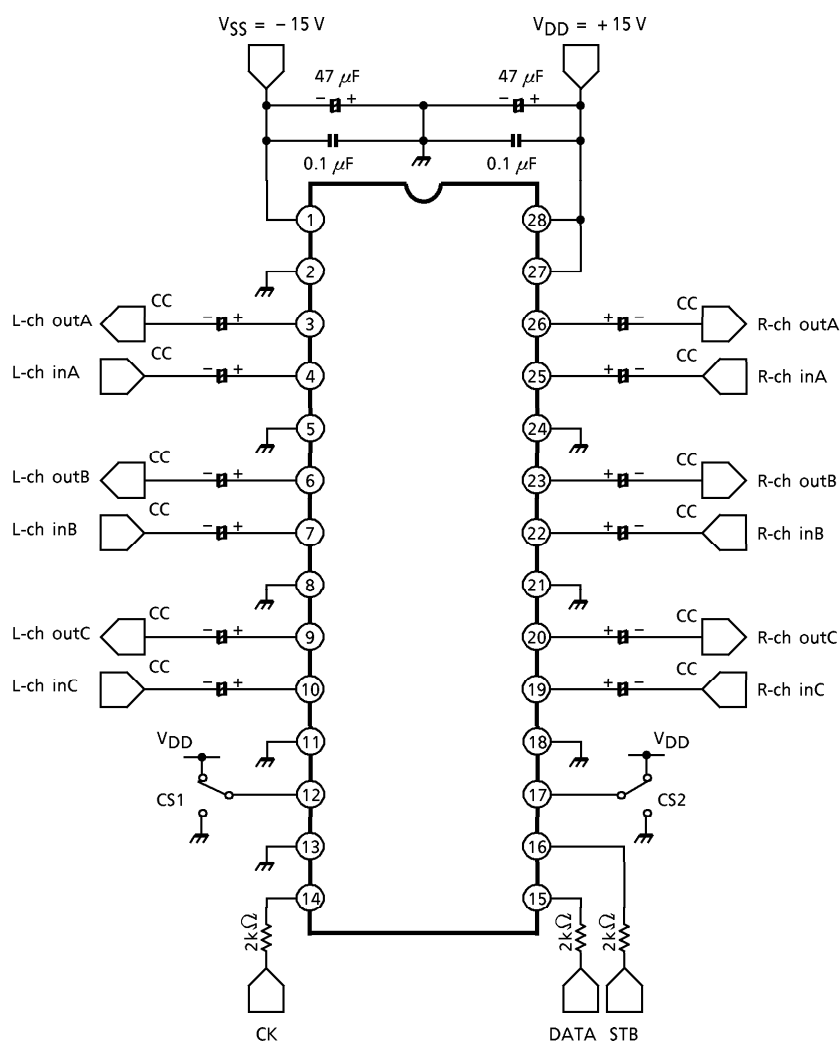 VSS = − 15 V
VDD = + 15V
47 μF
47 μF
− +
− +
0.1 μF
0.1 μF
1
28
2
27
L-ch outA
CC
− +
3
26
+ −
CC
R-ch outA
L-ch inA
CC
− +
4
25
+ −
CC
R-ch inA
5
24
L-ch outB
CC
− +
6
23
+ −
CC
R-ch outB
L-ch inB
CC
− +
7
22
+ −
CC
R-ch inB
8
21
L-ch outC
CC
− +
9
20
+ −
CC
R-ch outC
L-ch inC
CC
− +
10
19
+ −
CC
R-ch inC
11
18
VDD
VDD
CS1
12
17
CS2
13
16
14
15
2kΩ
2kΩ
2kΩ
CK
DATA
STB